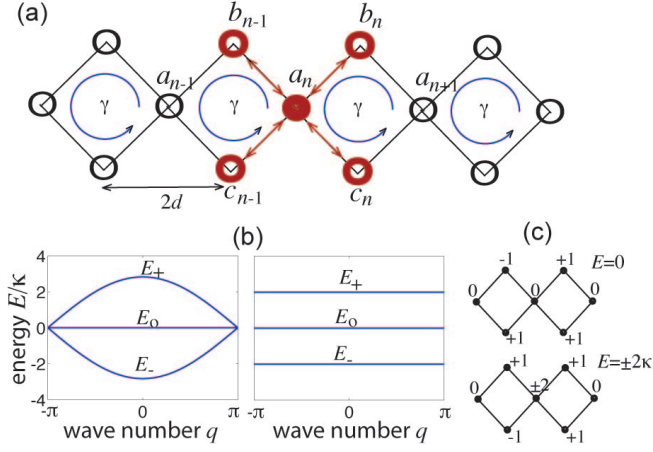 (a)
b_{n-1}
b_n
a_{n-1}
a_n
a_{n+1}
γ
γ
γ
γ
2d
c_{n-1}
c_n
(b)
energy E/κ
4
2
0
-2
-4
E_+
E_o
E_-
-π
0
π
wave number q
E_+
E_o
E_-
-π
0
π
wave number q
(c)
-1
+1
E=0
0
0
0
+1
+1
+1
+1
E=±2κ
0
±2
0
-1
+1